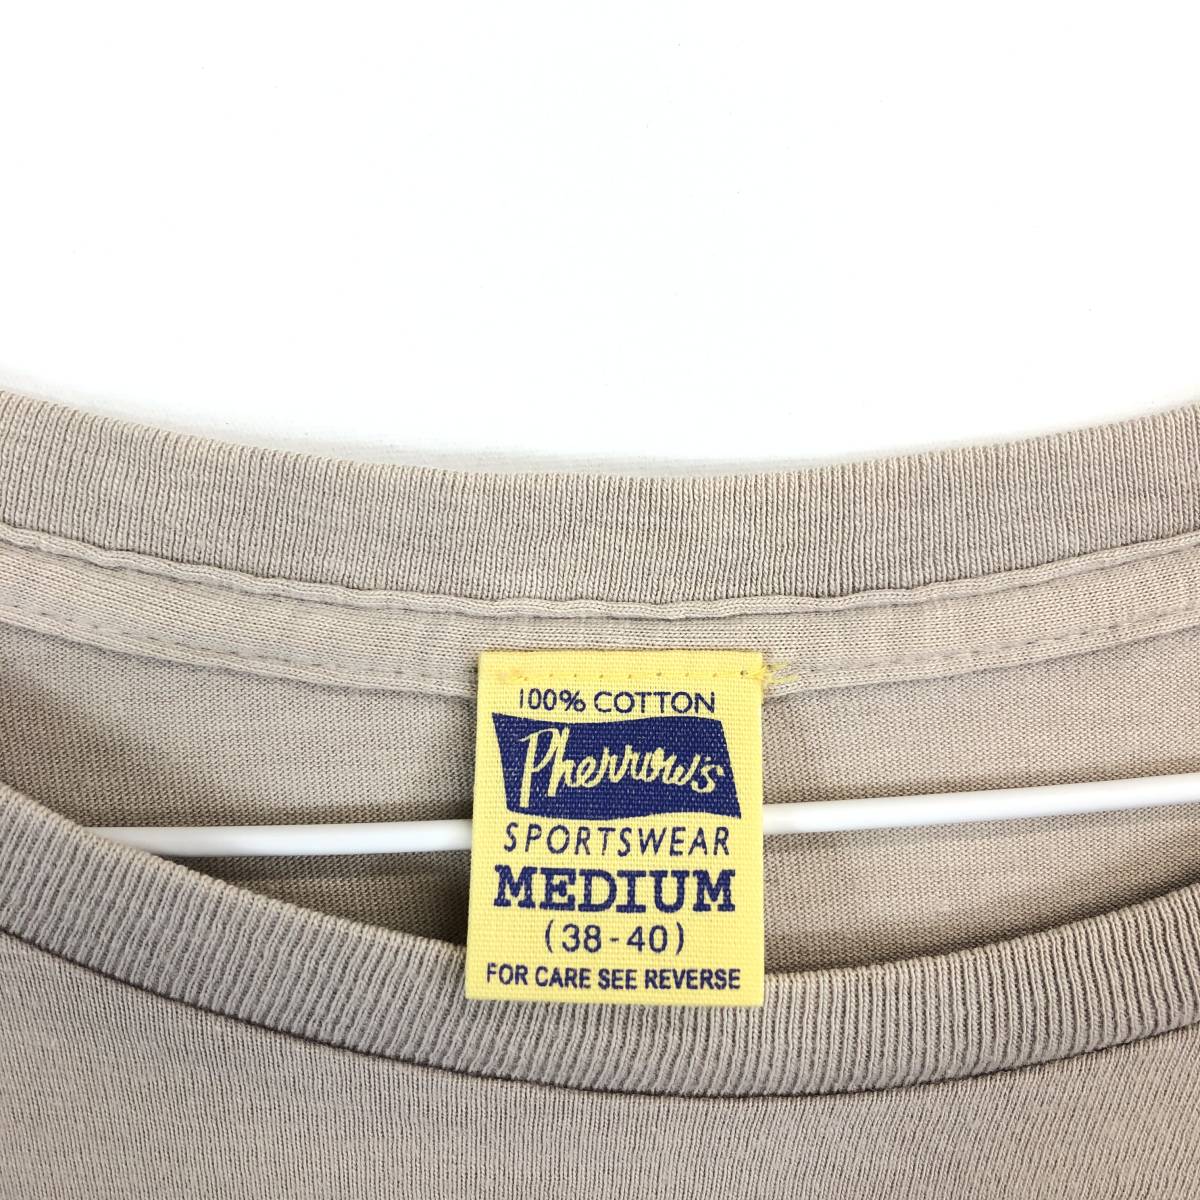 100% COTTON
Pherrow's
SPORTSWEAR
MEDIUM
(38-40)
FOR CARE SEE REVERSE